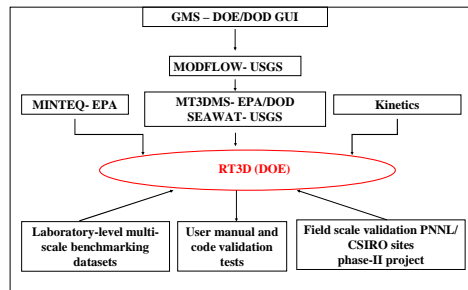 GMS – DOE/DOD GUI
MODFLOW- USGS
MINTEQ- EPA
MT3DMS- EPA/DOD
SEAWAT- USGS
Kinetics
RT3D (DOE)
Laboratory-level multi-
scale benchmarking
datasets
User manual and
code validation
tests
Field scale validation PNNL/
CSIRO sites
phase-II project